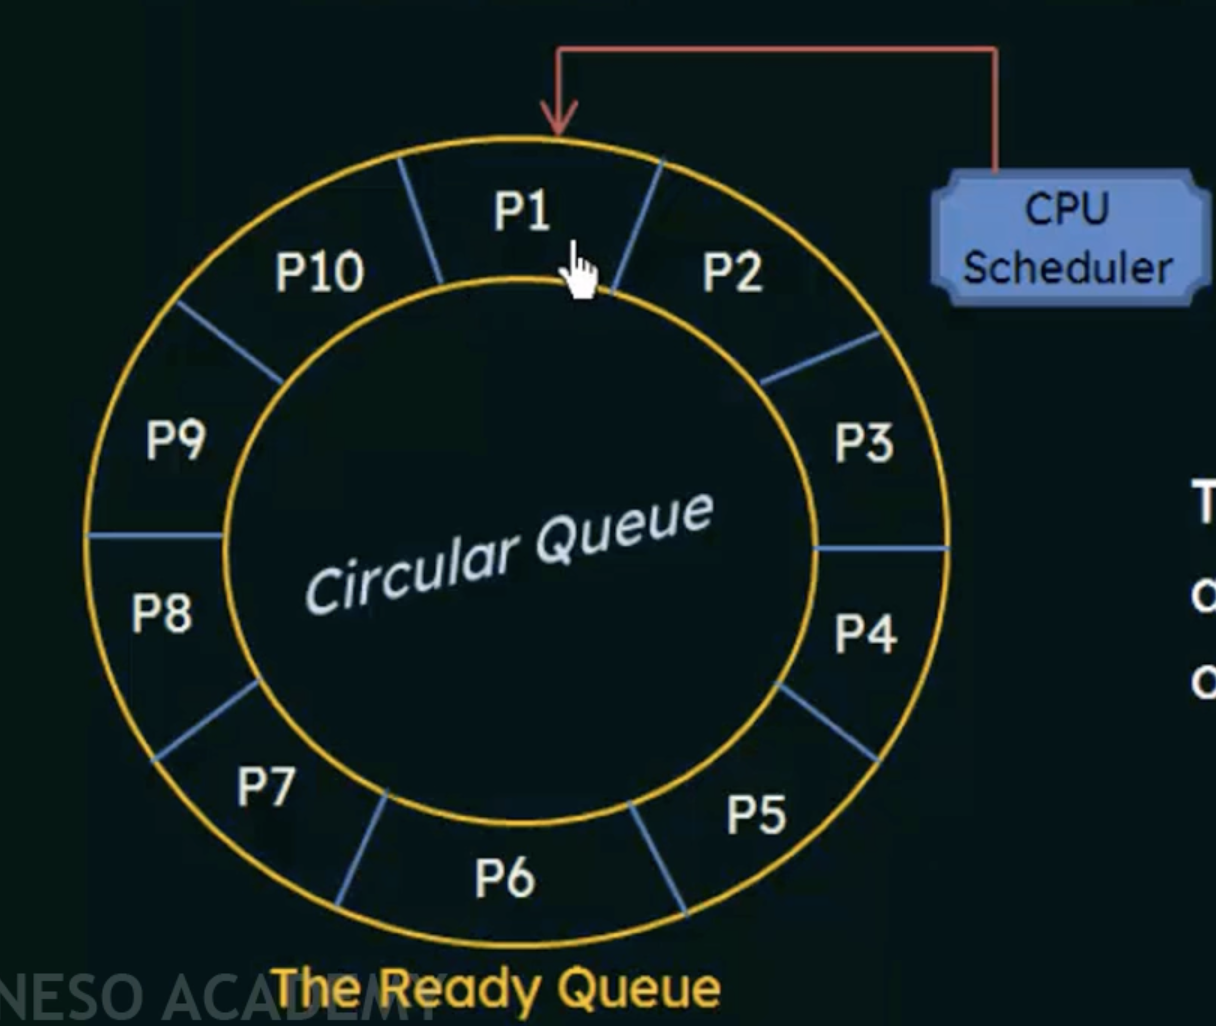 CPU
Scheduler
P1
P2
P3
P4
P5
P6
P7
P8
P9
P10
Circular Queue
The Ready Queue
NESO ACADEMY